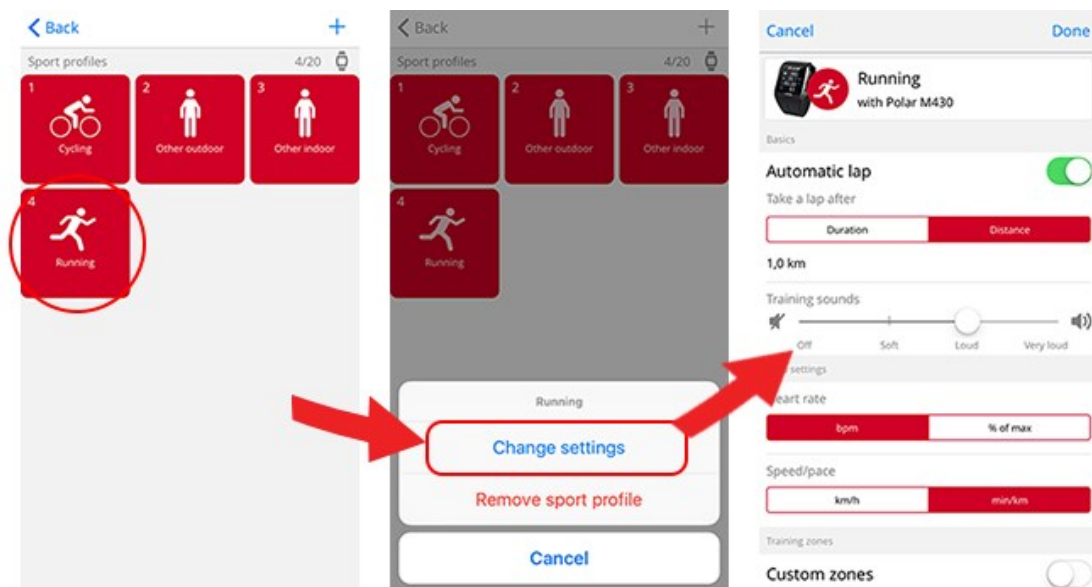 Back
Sport profiles 4/20
1 2 3
Cycling Other outdoor Other indoor
4
Running
Back
Sport profiles 4/20
1 2 3
Cycling Other outdoor Other indoor
4
Running
Running
Change settings
Remove sport profile
Cancel
Cancel Done
Running
with Polar M430
Basics
Automatic lap
Take a lap after
Duration Distance
1,0 km
Training sounds
Off Soft Loud Very loud
settings
eart rate
bpm % of max
Speed/pace
km/h min/km
Training zones
Custom zones